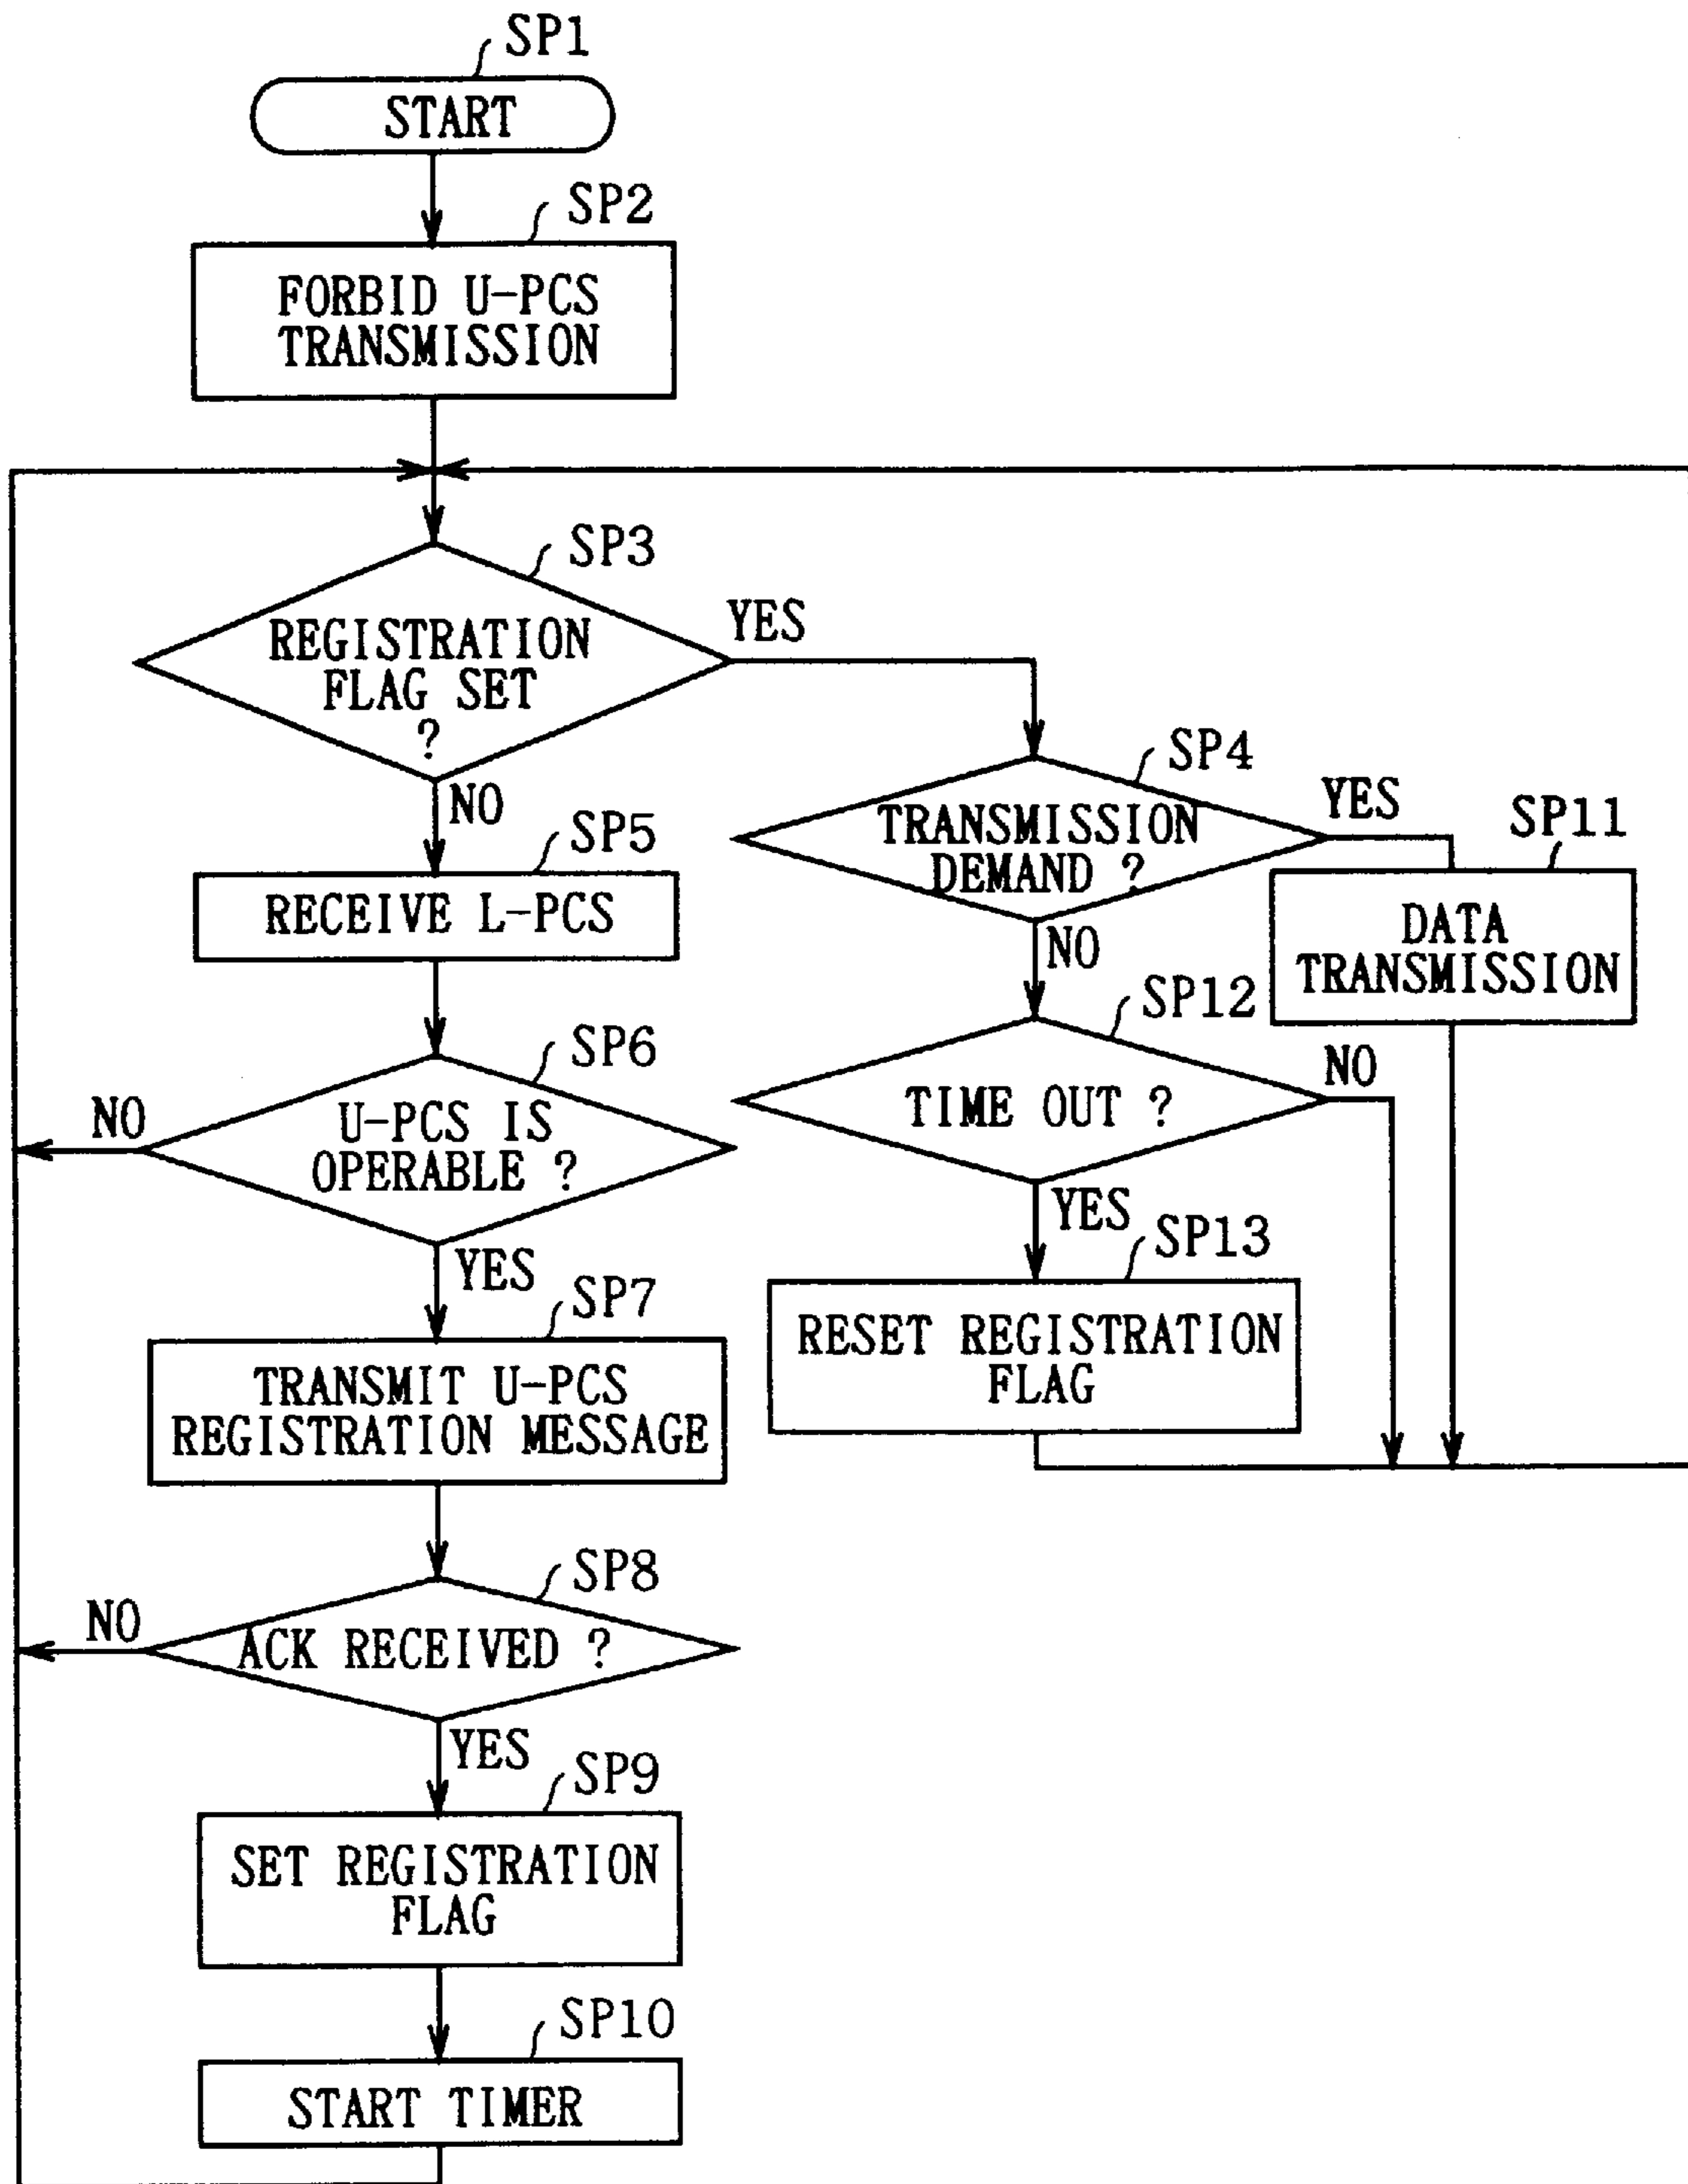 SP1
START
SP2
FORBID U-PCS
TRANSMISSION
SP3
REGISTRATION
FLAG SET
?
YES
NO
SP4
TRANSMISSION
DEMAND ?
YES
NO
SP11
DATA
TRANSMISSION
SP5
RECEIVE L-PCS
SP12
TIME OUT ?
NO
YES
SP6
U-PCS IS
OPERABLE ?
NO
YES
SP13
RESET REGISTRATION
FLAG
SP7
TRANSMIT U-PCS
REGISTRATION MESSAGE
SP8
ACK RECEIVED ?
NO
YES
SP9
SET REGISTRATION
FLAG
SP10
START TIMER